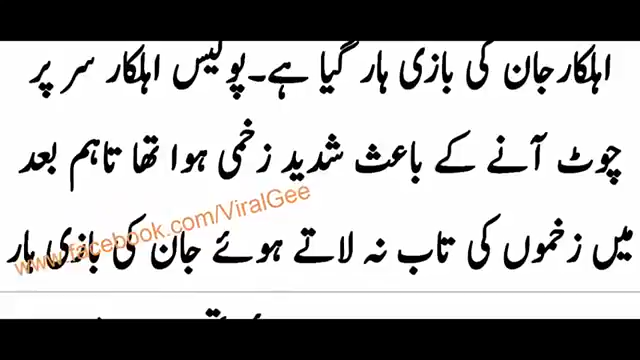 اہلکار جان کی بازی ہار گیا ہے۔ پولیس اہلکار سر پر
چوٹ آنے کے باعث شدید زخمی ہوا تھا تاہم بعد
میں زخموں کی تاب نہ لاتے ہوئے جان کی بازی ہار
www.facebook.com/ViralGee